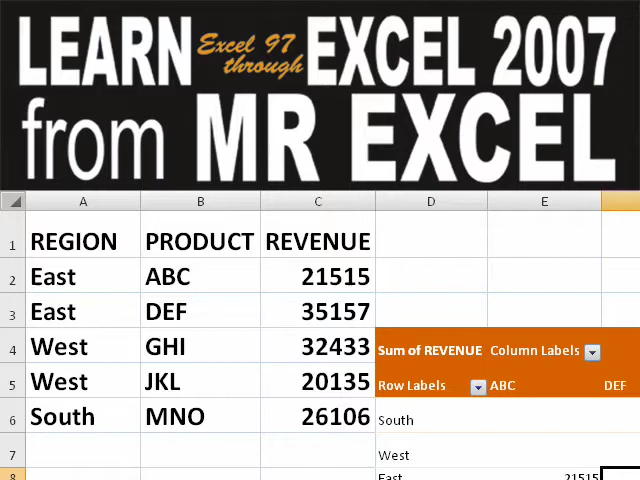 LEARN Excel 97 through EXCEL 2007
from MR EXCEL
A B C D E
1 REGION PRODUCT REVENUE
2 East ABC 21515
3 East DEF 35157
4 West GHI 32433 Sum of REVENUE Column Labels
5 West JKL 20135 Row Labels ABC DEF
6 South MNO 26106 South
7 West
8 East 21515